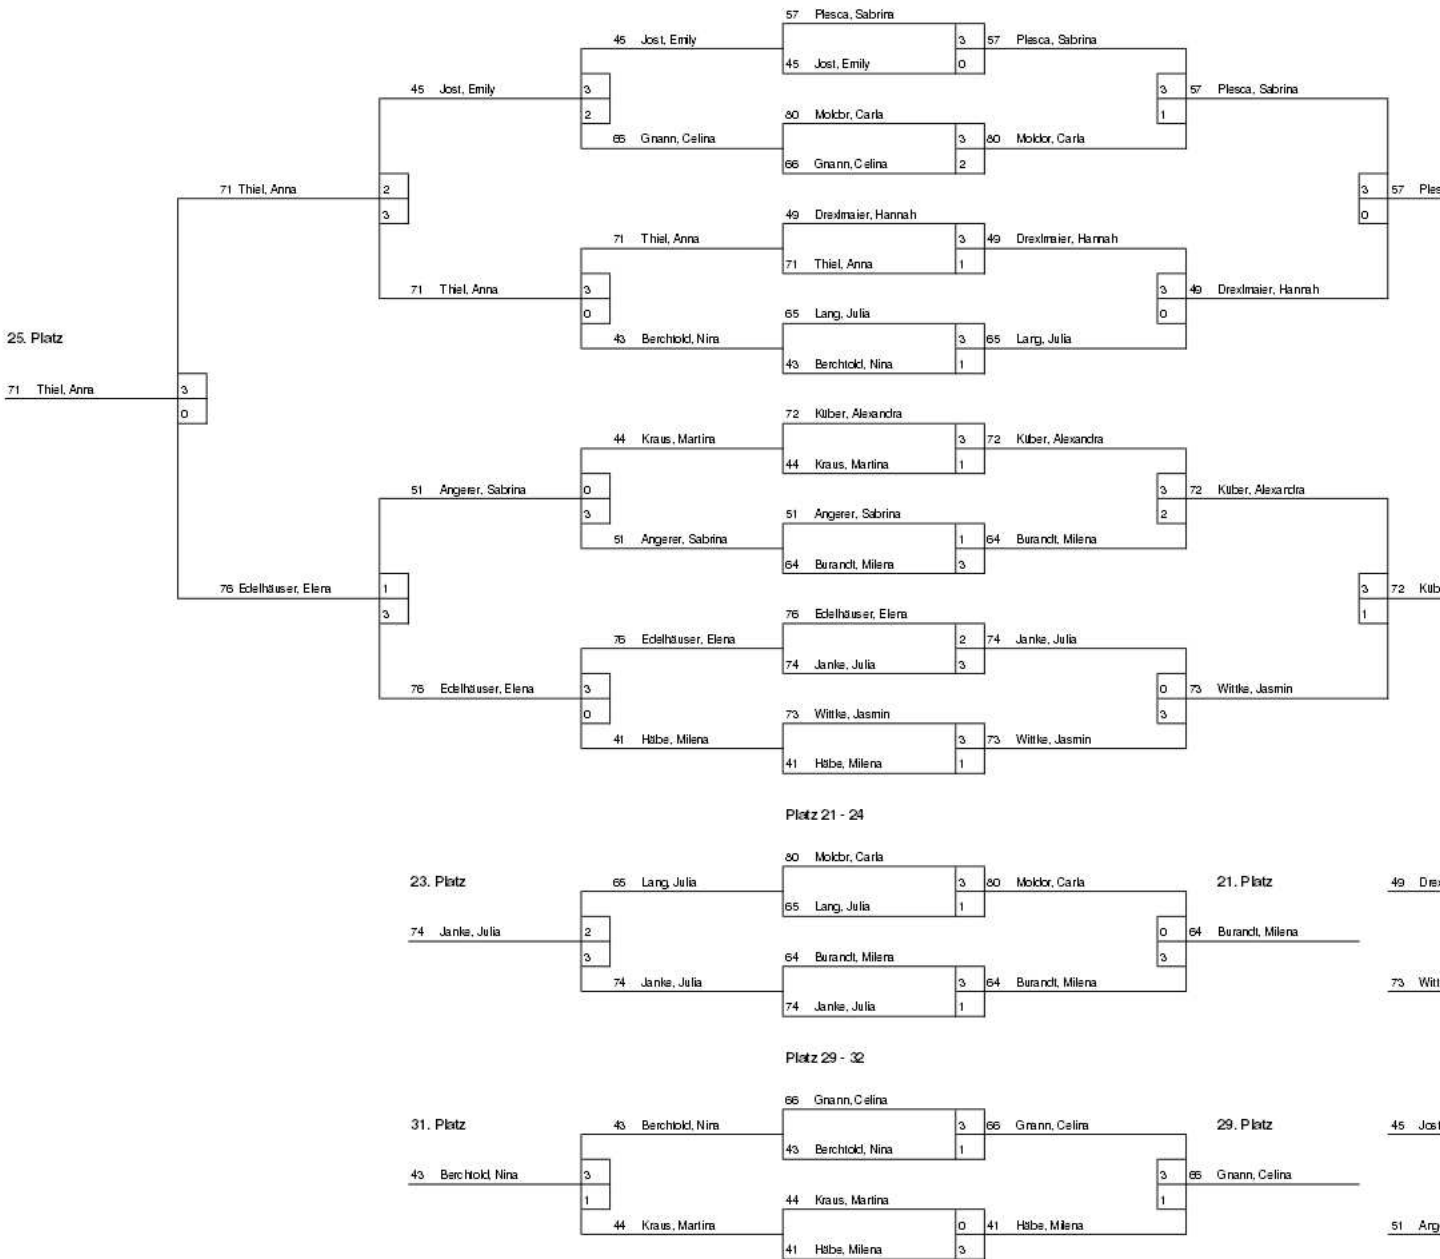 57 Plesca, Sabrina
45 Jost, Emily 3 57 Plesca, Sabrina
45 Jost, Emily 0
45 Jost, Emily 3 3 57 Plesca, Sabrina
2 80 Moldor, Carla 1
66 Gnann, Celina 3 80 Moldor, Carla
66 Gnann, Celina 2
71 Thiel, Anna 2 3 57
3 49 Drexlmaier, Hannah 0
71 Thiel, Anna 3 49 Drexlmaier, Hannah
71 Thiel, Anna 1
71 Thiel, Anna 3 3 49 Drexlmaier, Hannah
0 65 Lang, Julia 0
25. Platz 43 Berchtold, Nina 3 65 Lang, Julia
43 Berchtold, Nina 1
71 Thiel, Anna 3
0 72 Küber, Alexandra
44 Kraus, Martina 3 72 Küber, Alexandra
44 Kraus, Martina 1
51 Angerer, Sabrina 0 3 72 Küber, Alexandra
3 51 Angerer, Sabrina 2
51 Angerer, Sabrina 1 64 Burandt, Milena
64 Burandt, Milena 3
76 Edelhäuser, Elena 1 3 72
3 76 Edelhäuser, Elena 1
76 Edelhäuser, Elena 2 74 Janke, Julia
74 Janke, Julia 3
76 Edelhäuser, Elena 3 0 73 Wittke, Jasmin
0 73 Wittke, Jasmin 3
41 Häbe, Milena 3 73 Wittke, Jasmin
41 Häbe, Milena 1
Platz 21 - 24
80 Moldor, Carla
23. Platz 65 Lang, Julia 3 80 Moldor, Carla 21. Platz 49
65 Lang, Julia 1
74 Janke, Julia 2 0 64 Burandt, Milena
3 64 Burandt, Milena 3
74 Janke, Julia 3 64 Burandt, Milena 73
74 Janke, Julia 1
Platz 29 - 32
66 Gnann, Celina
31. Platz 43 Berchtold, Nina 3 66 Gnann, Celina 29. Platz 45
43 Berchtold, Nina 1
43 Berchtold, Nina 3 3 66 Gnann, Celina
1 44 Kraus, Martina 1
44 Kraus, Martina 0 41 Häbe, Milena 51
41 Häbe, Milena 3